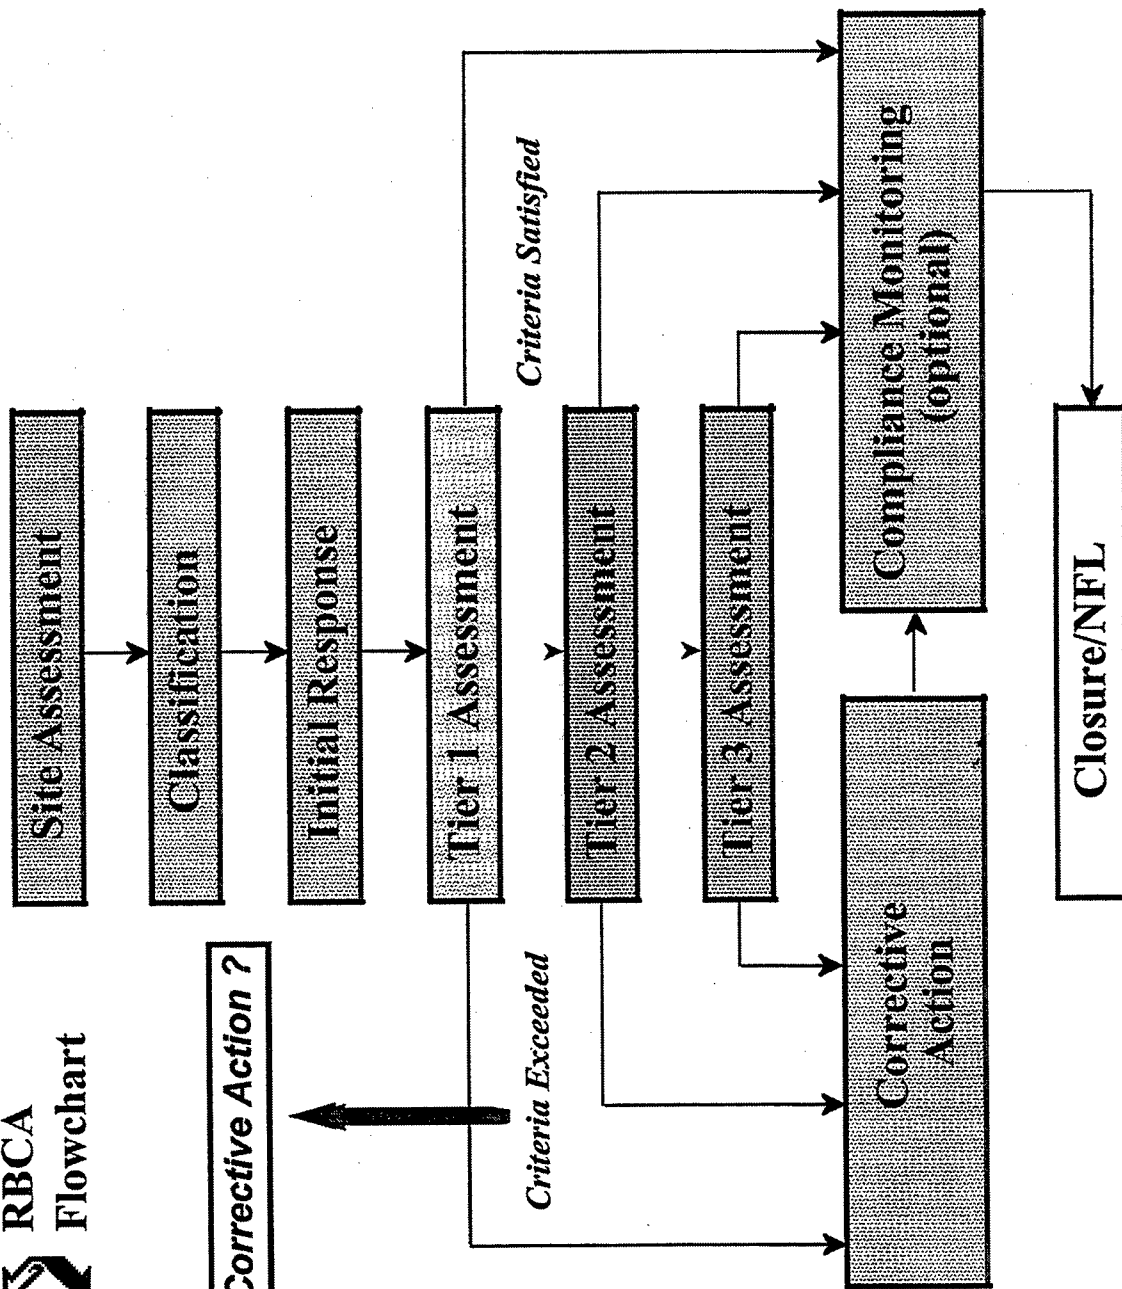 RBCA
Flowchart
Corrective Action ?
Site Assessment
Classification
Initial Response
Tier 1 Assessment
Criteria Exceeded
Criteria Satisfied
Tier 2 Assessment
Tier 3 Assessment
Corrective
Action
Compliance Monitoring
(optional)
Closure/NFL